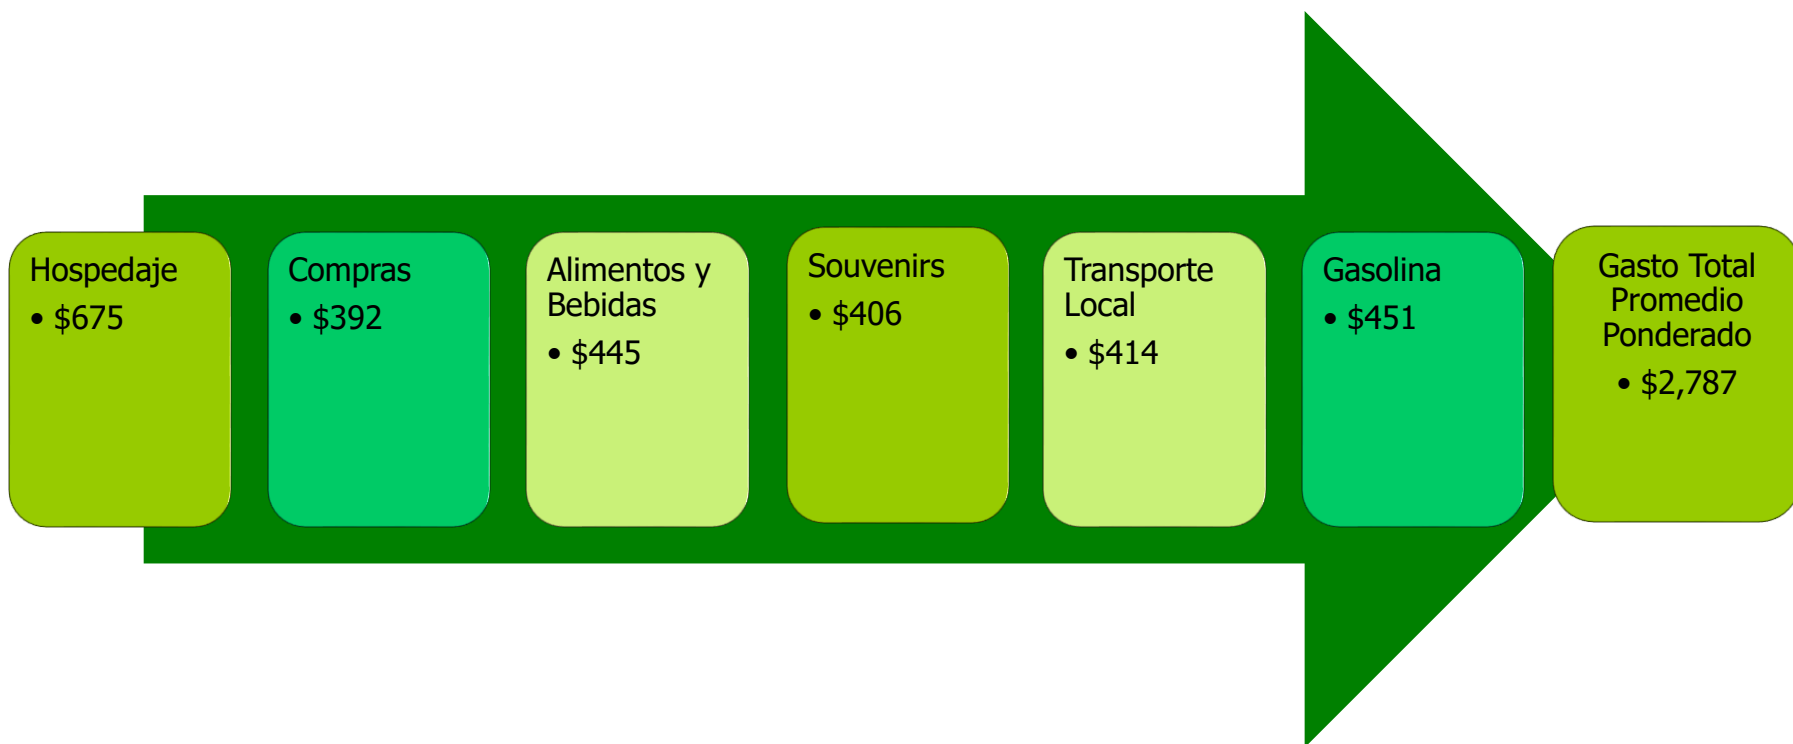 Hospedaje
• $675
Compras
• $392
Alimentos y
Bebidas
• $445
Souvenirs
• $406
Transporte
Local
• $414
Gasolina
• $451
Gasto Total
Promedio
Ponderado
• $2,787